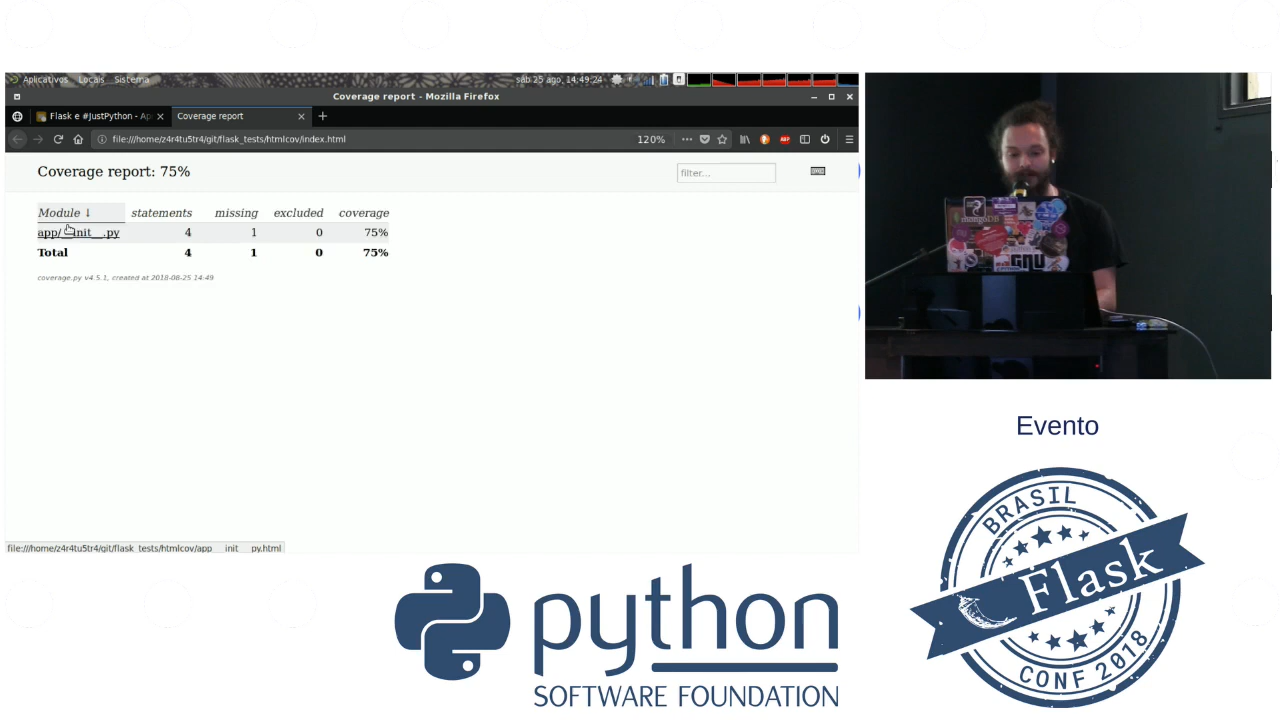 Aplicativos Locais Sistema sáb 25 ago, 14:49:24
Coverage report - Mozilla Firefox
Flask e #JustPython - Ap Coverage report
file:///home/z4r4tu5tr4/git/flask_tests/htmlcov/index.html 120%
Coverage report: 75%
filter...
Module ↓ statements missing excluded coverage
app/__init__.py 4 1 0 75%
Total 4 1 0 75%
coverage.py v4.5.1, created at 2018-08-25 14:49
file:///home/z4r4tu5tr4/git/flask_tests/htmlcov/app___init___py.html
mongoDB
GNU
Evento
BRASIL
Flask
CONF 2018
python
SOFTWARE FOUNDATION